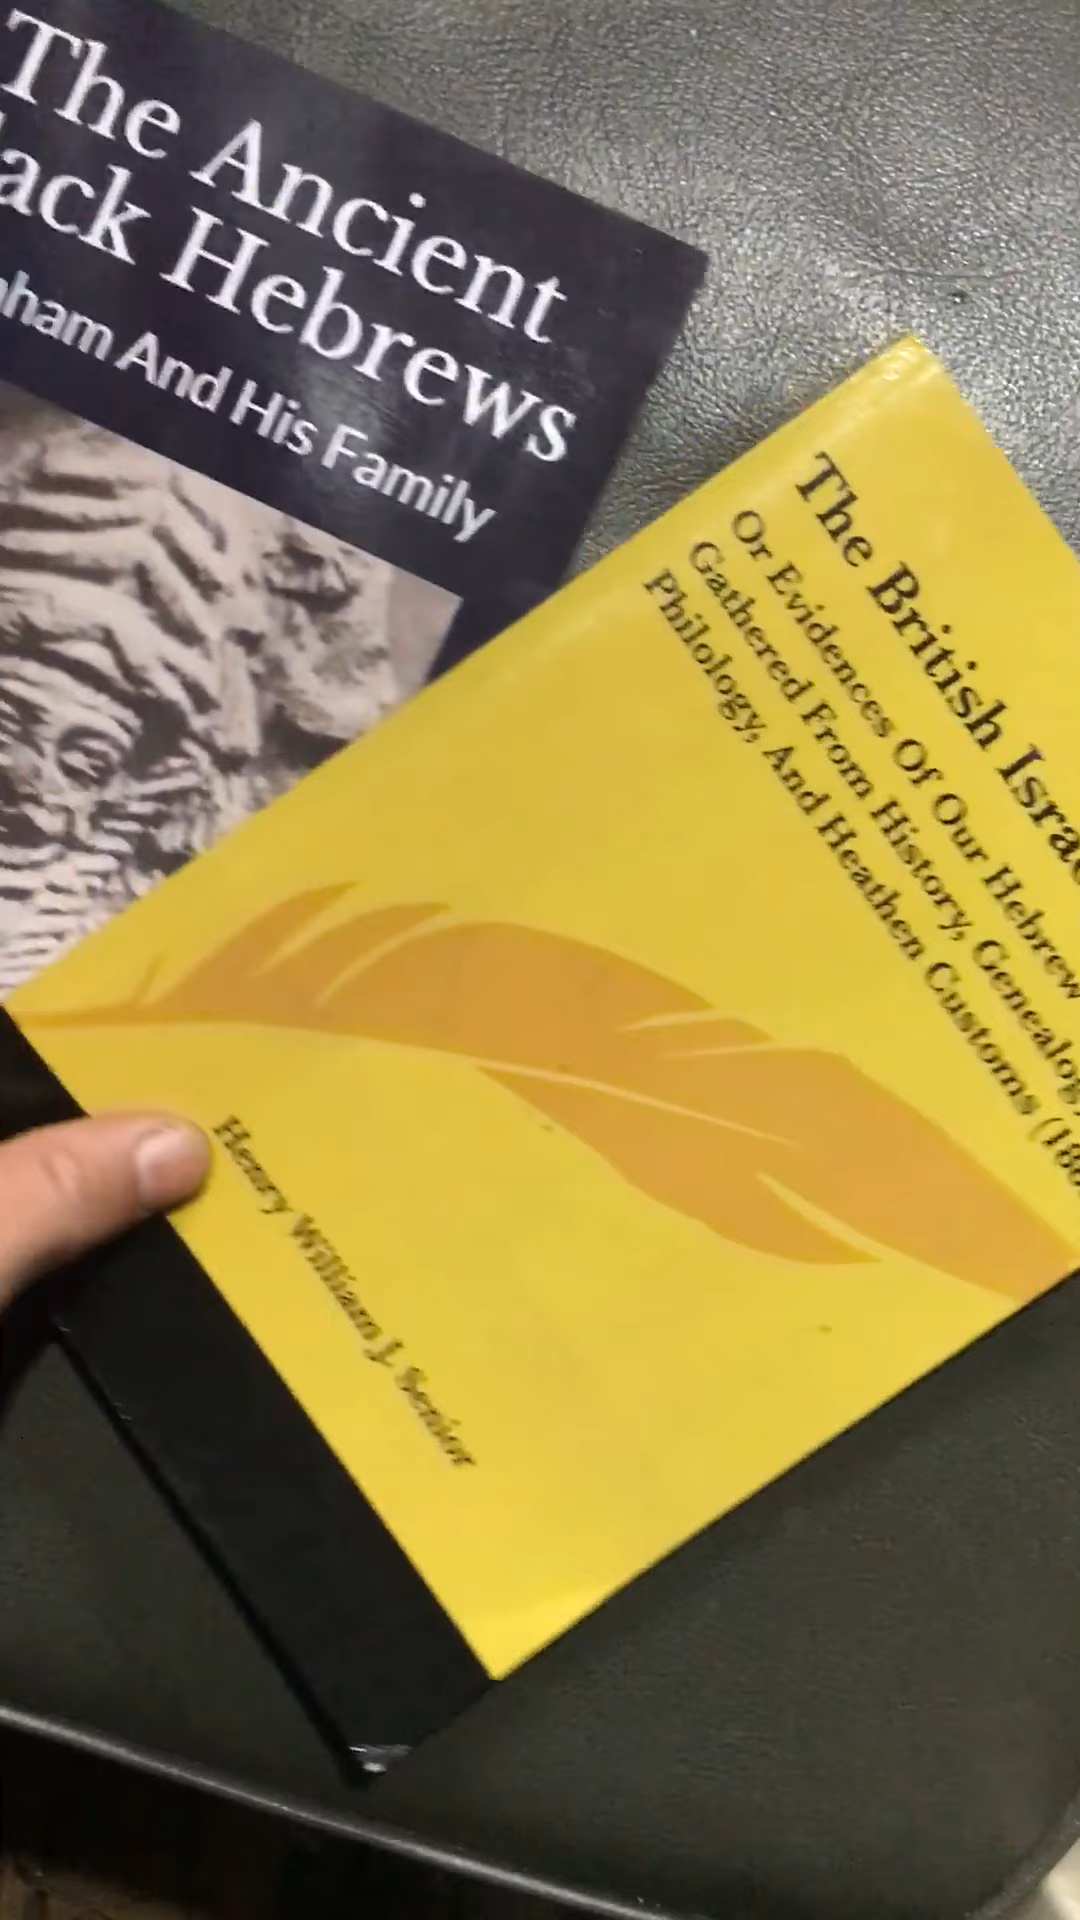 The Ancient
lack Hebrews
ham And His Family
The British Isra
Or Evidences Of Our Hebrew
Gathered From History, Genealogy,
Philology, And Heathen Customs (18
Henry William J. Senior